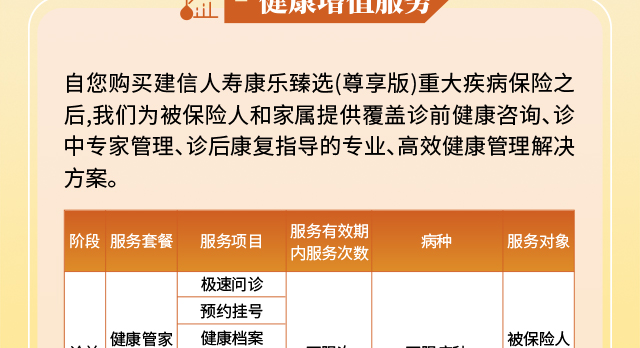 健康增值服务
自您购买建信人寿康乐臻选(尊享版)重大疾病保险之
后,我们为被保险人和家属提供覆盖诊前健康咨询、诊
中专家管理、诊后康复指导的专业、高效健康管理解决
方案。
阶段 服务套餐 服务项目 服务有效期 病种 服务对象
内服务次数
极速问诊
预约挂号
健康管家 健康档案 被保险人